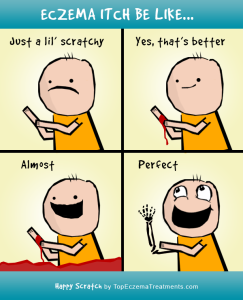 ECZEMA ITCH BE LIKE...
Just a lil' scratchy
Yes, that's better
Almost
Perfect
Happy Scratch by TopEczemaTreatments.com